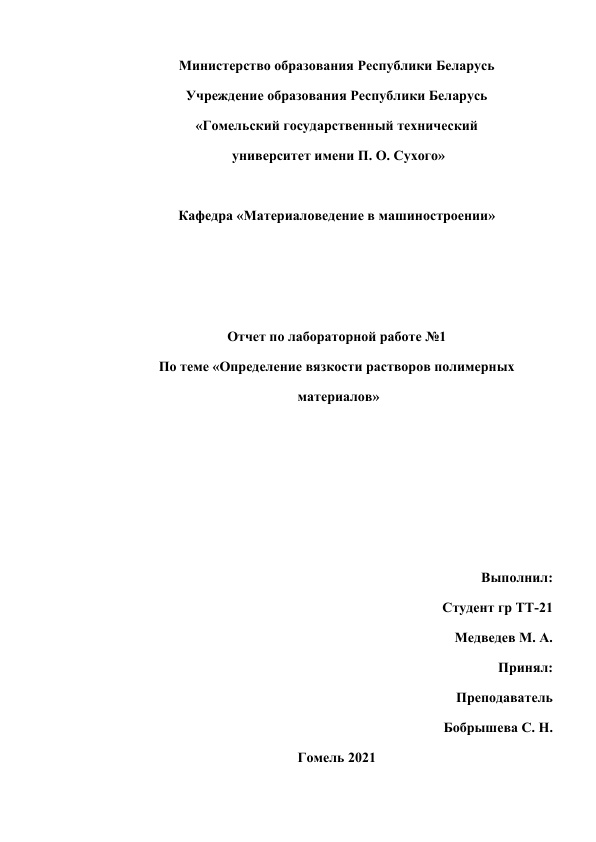 Министерство образования Республики Беларусь
Учреждение образования Республики Беларусь
«Гомельский государственный технический
университет имени П. О. Сухого»
Кафедра «Материаловедение в машиностроении»
Отчет по лабораторной работе №1
По теме «Определение вязкости растворов полимерных
материалов»
Выполнил:
Студент гр ТТ-21
Медведев М. А.
Принял:
Преподаватель
Бобрышева С. Н.
Гомель 2021